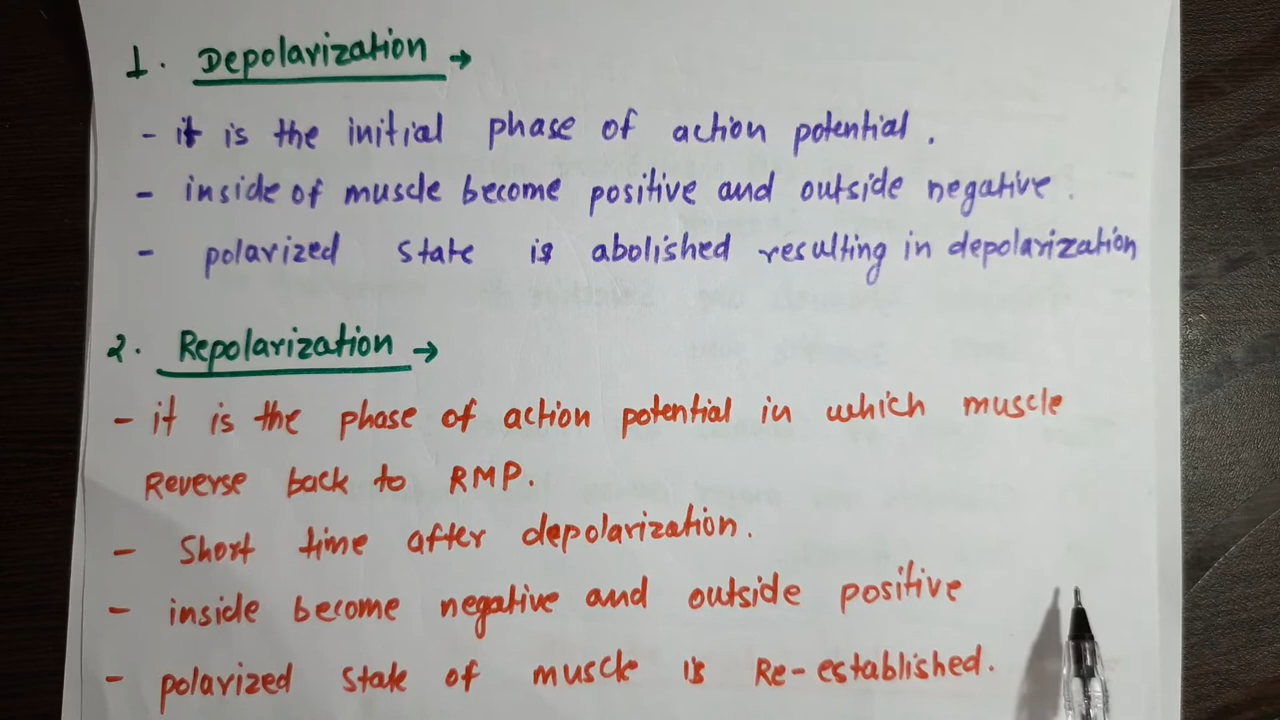 1. Depolarization →
- it is the initial phase of action potential.
- inside of muscle become positive and outside negative.
- polarized state is abolished resulting in depolarization
2. Repolarization →
- it is the phase of action potential in which muscle
Reverse back to RMP.
- Short time after depolarization.
- inside become negative and outside positive
- polarized state of muscle is Re-established.